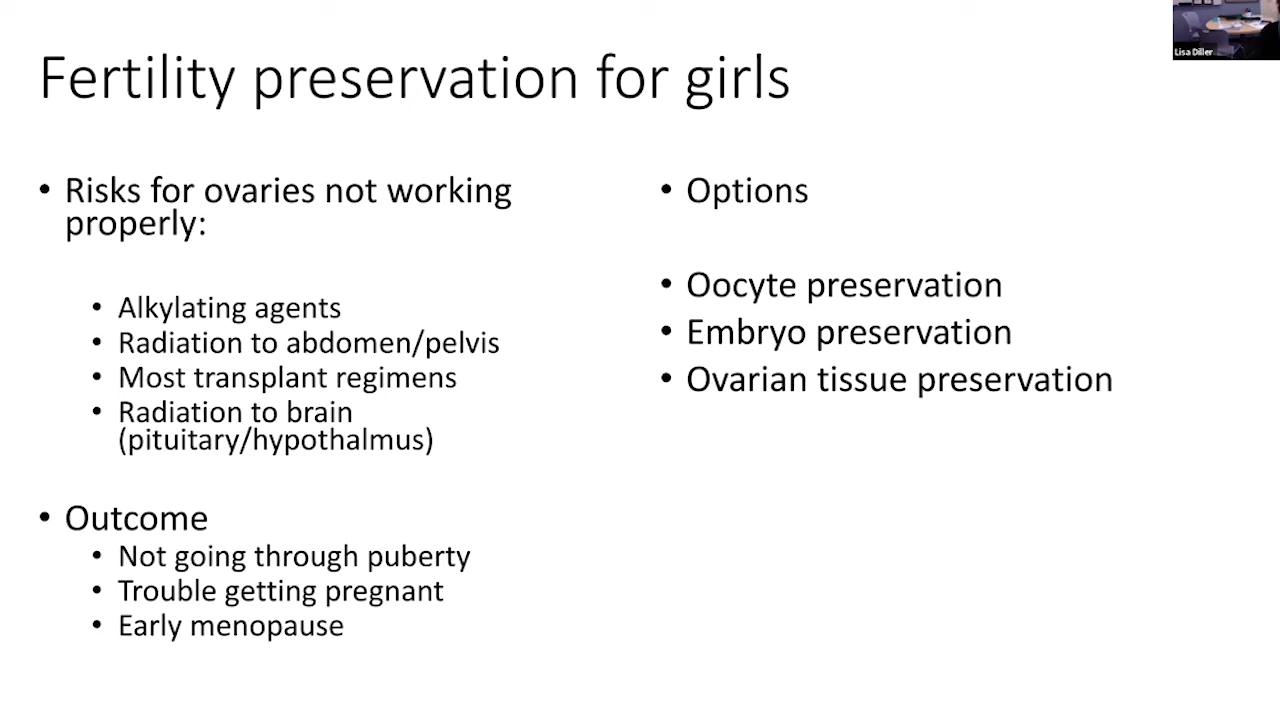 Fertility preservation for girls
Lisa Diller
• Risks for ovaries not working
properly:
• Alkylating agents
• Radiation to abdomen/pelvis
• Most transplant regimens
• Radiation to brain
(pituitary/hypothalmus)
• Outcome
• Not going through puberty
• Trouble getting pregnant
• Early menopause
• Options
• Oocyte preservation
• Embryo preservation
• Ovarian tissue preservation